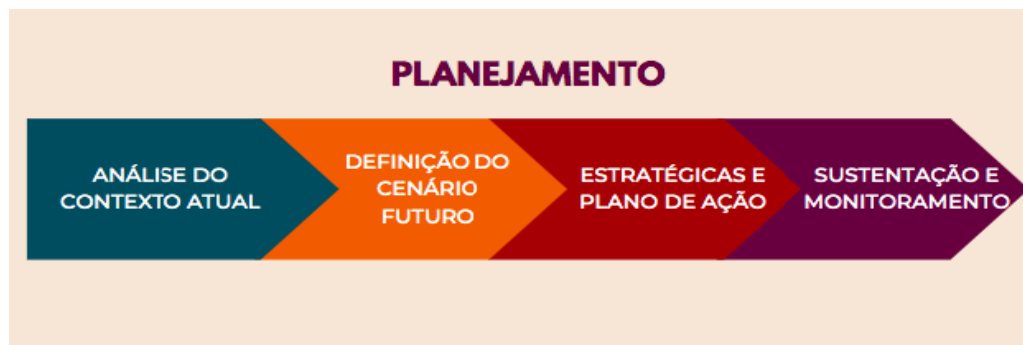 PLANEJAMENTO
ANÁLISE DO
CONTEXTO ATUAL
DEFINIÇÃO DO
CENÁRIO
FUTURO
ESTRATÉGICAS E
PLANO DE AÇÃO
SUSTENTAÇÃO E
MONITORAMENTO